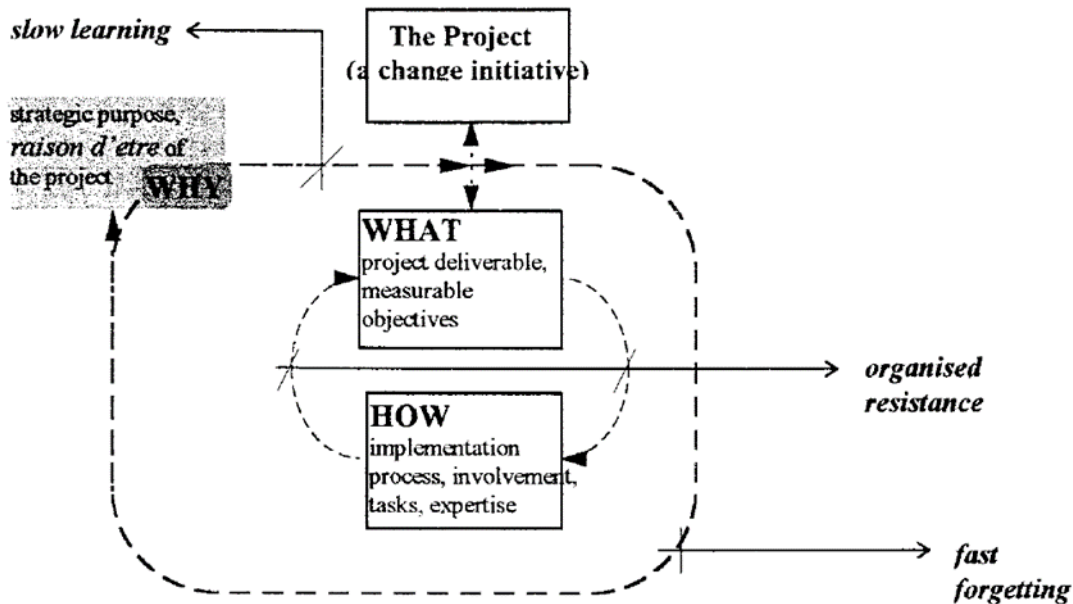 slow learning
The Project
(a change initiative)
strategic purpose,
raison d'etre of
the project
WHY
WHAT
project deliverable,
measurable
objectives
organised
resistance
HOW
implementation
process, involvement,
tasks, expertise
fast
forgetting